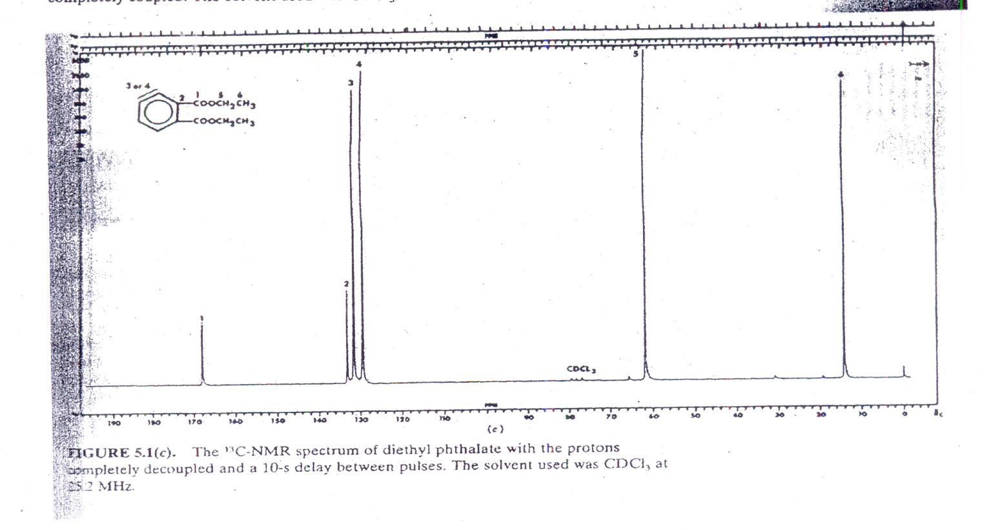 PPM
5
4
3
3 or 4
2 1 5 6
COOCH₂CH₃
COOCH₂CH₃
6
2
1
CDCL₃
PPM
190 180 170 160 150 140 130 120 110 90 80 70 60 50 40 30 20 10 0
(c)
FIGURE 5.1(c). The ¹³C-NMR spectrum of diethyl phthalate with the protons
completely decoupled and a 10-s delay between pulses. The solvent used was CDCl₃ at
25.2 MHz.